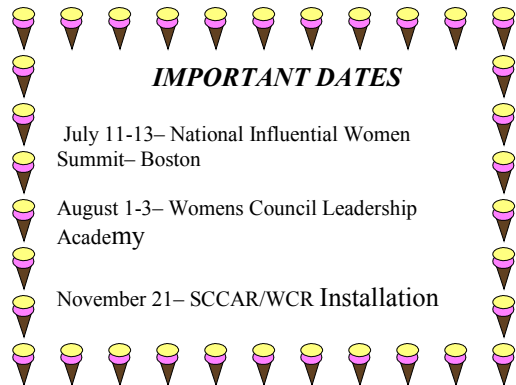 IMPORTANT DATES
July 11-13– National Influential Women
Summit– Boston
August 1-3– Womens Council Leadership
Academy
November 21– SCCAR/WCR Installation